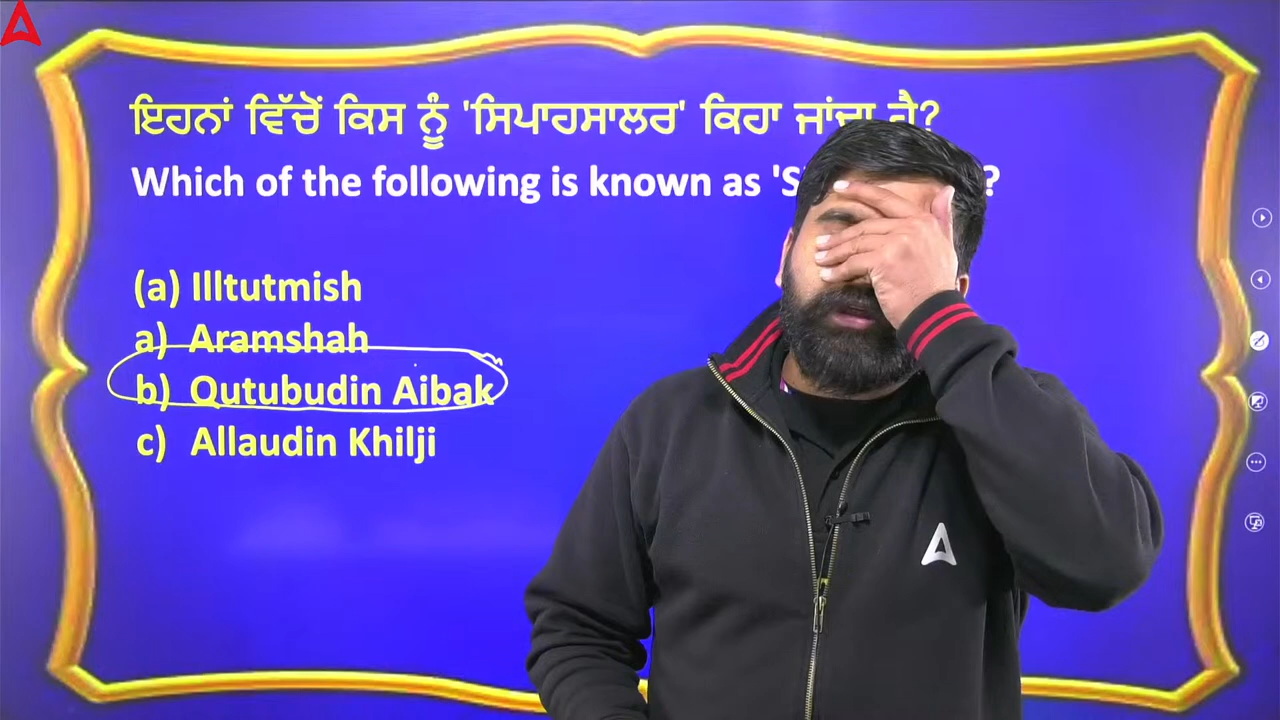 ਇਹਨਾਂ ਵਿੱਚੋਂ ਕਿਸ ਨੂੰ 'ਸਿਪਾਹਸਾਲਰ' ਕਿਹਾ ਜਾਂਦਾ ਹੈ?
Which of the following is known as ?
(a) Illtutmish
a) Aramshah
b) Qutubudin Aibak
c) Allaudin Khilji